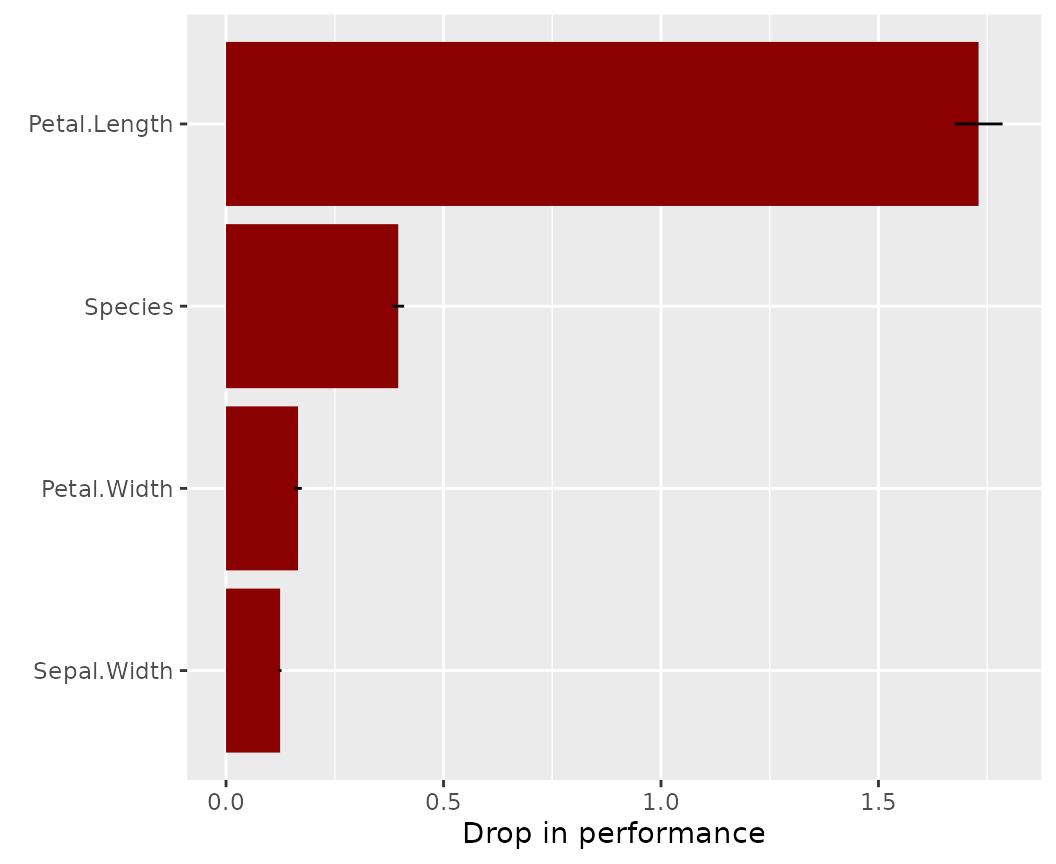 Petal.Length
Species
Petal.Width
Sepal.Width
0.0 0.5 1.0 1.5
Drop in performance